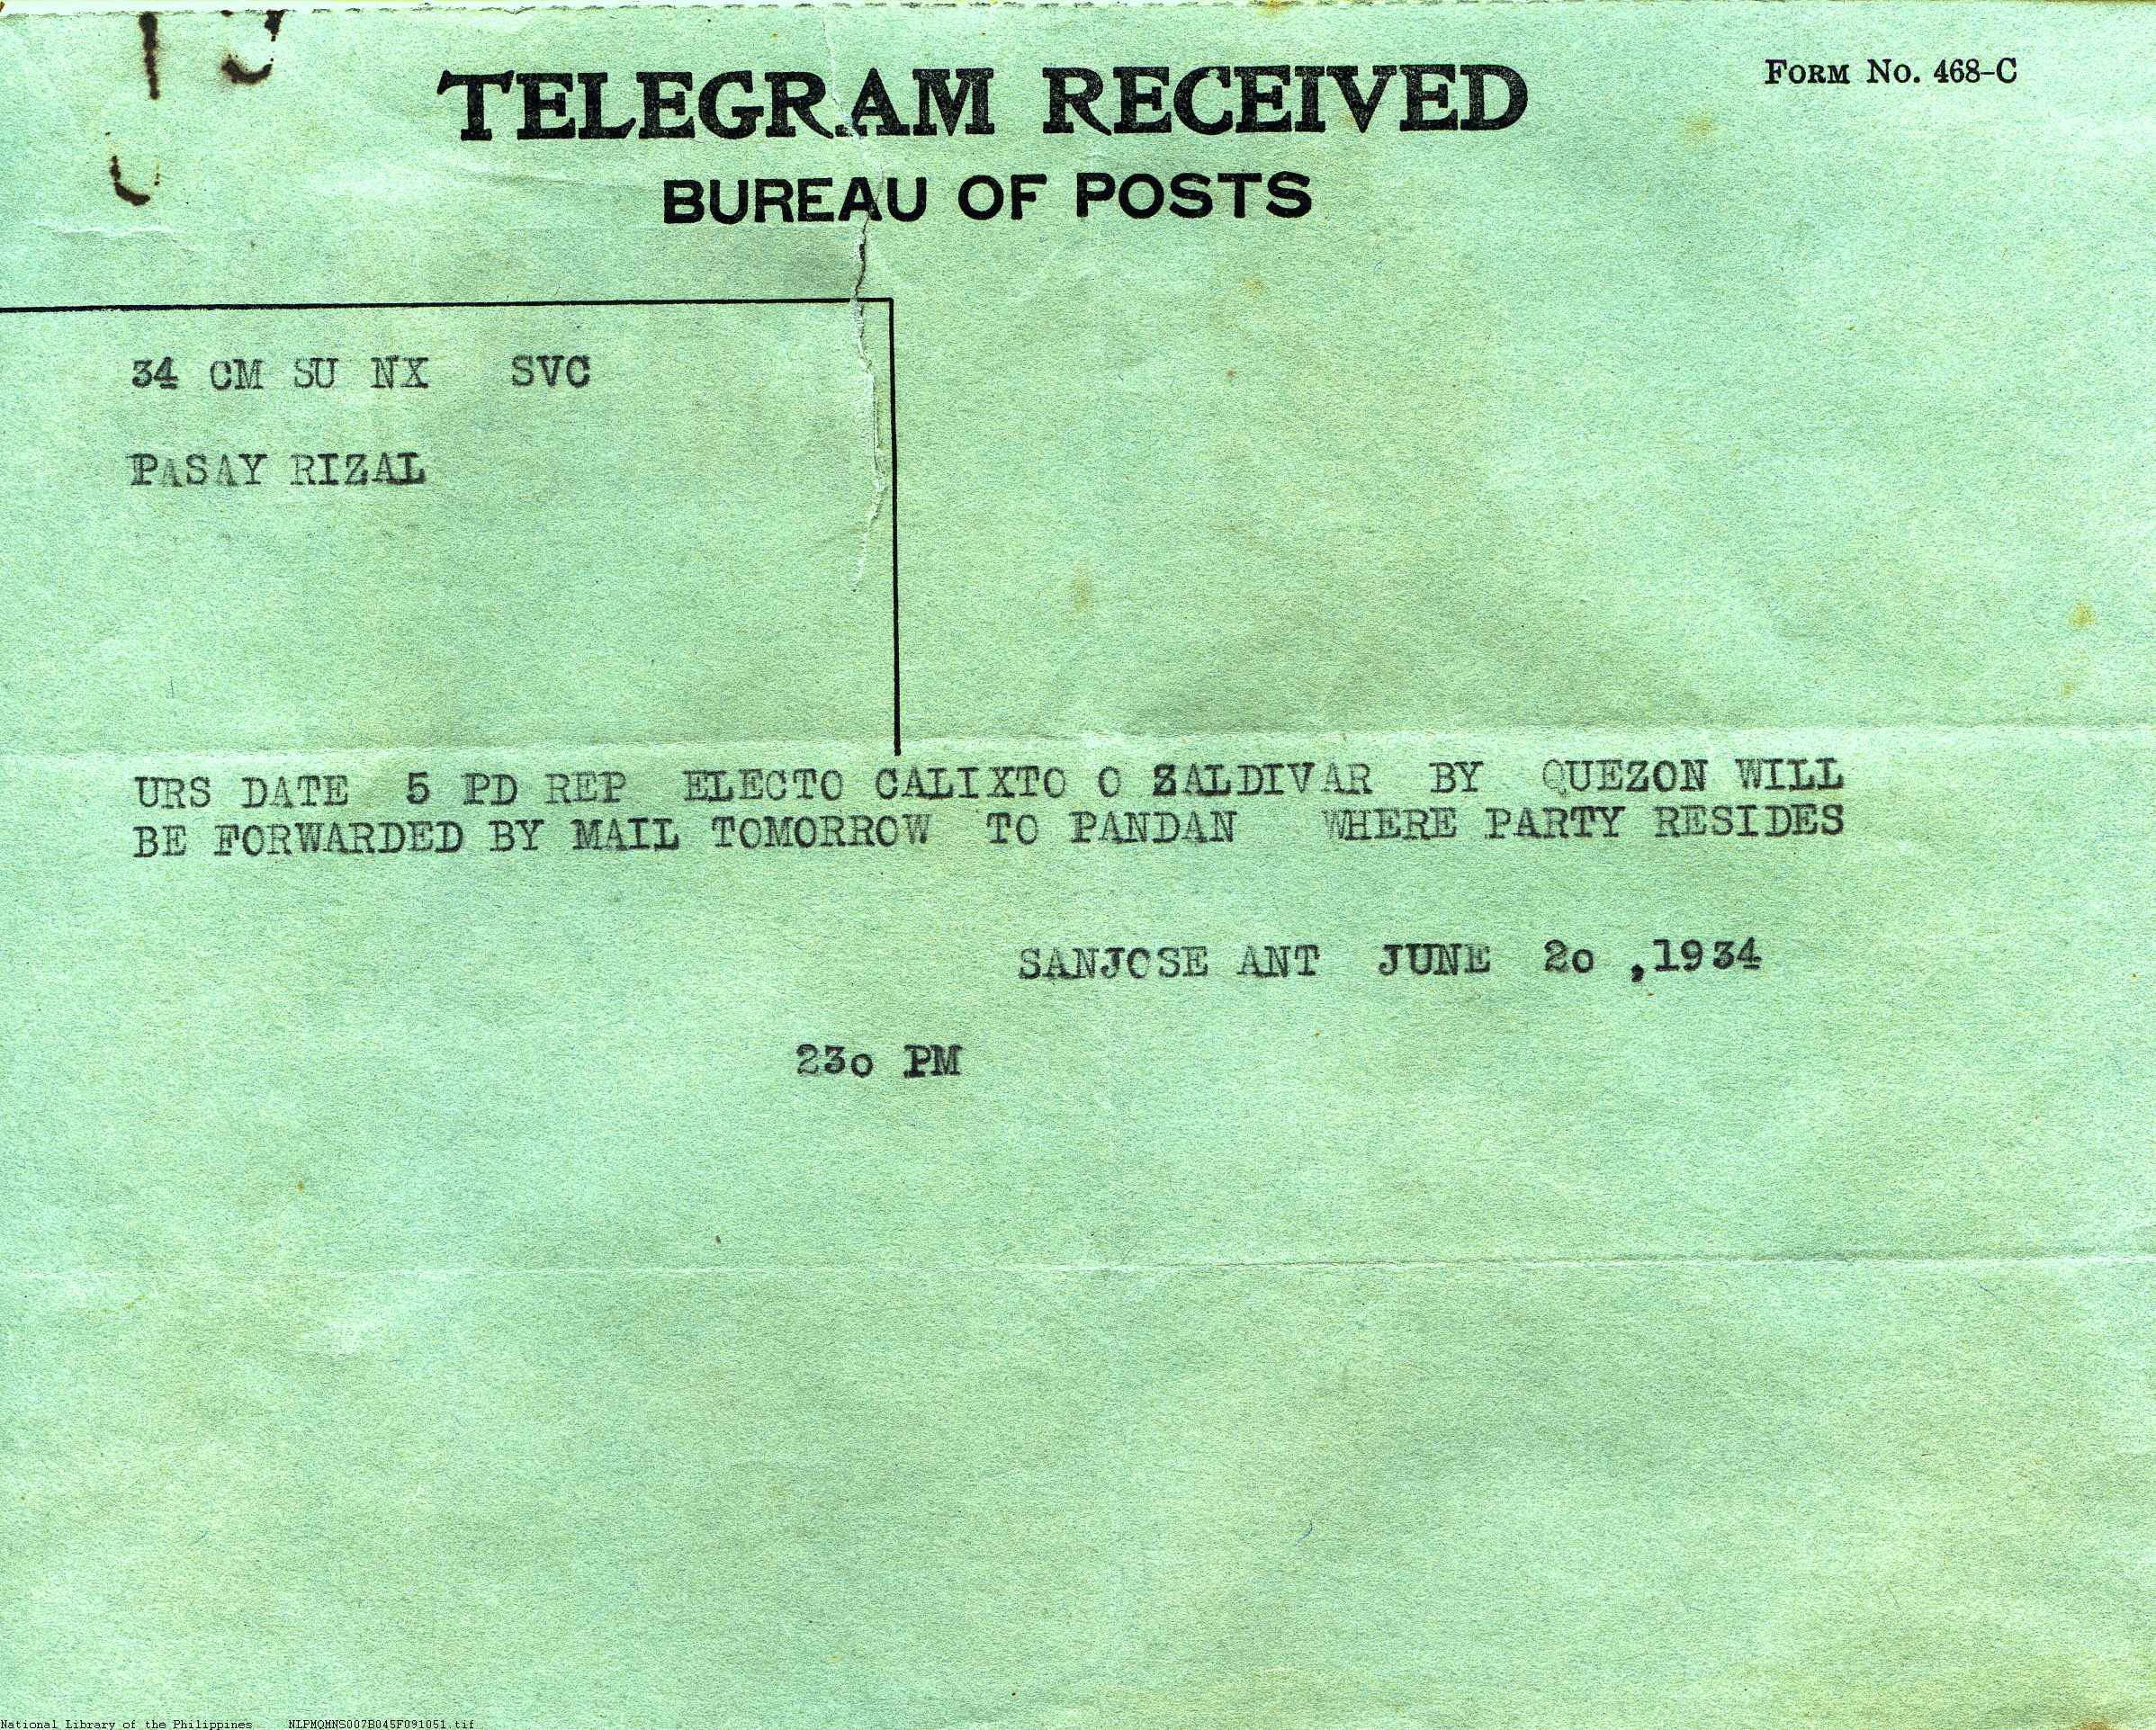 TELEGRAM RECEIVED
FORM NO. 468-C
BUREAU OF POSTS
34 CM SU NX SVC
PASAY RIZAL
URS DATE 5 PD REP ELECTO CALIXTO O ZALDIVAR BY QUEZON WILL
BE FORWARDED BY MAIL TOMORROW TO PANDAN WHERE PARTY RESIDES
SANJOSE ANT JUNE 20 ,1934
230 PM
National Library of the Philippines NLPMQMNS007B045F091051.tif